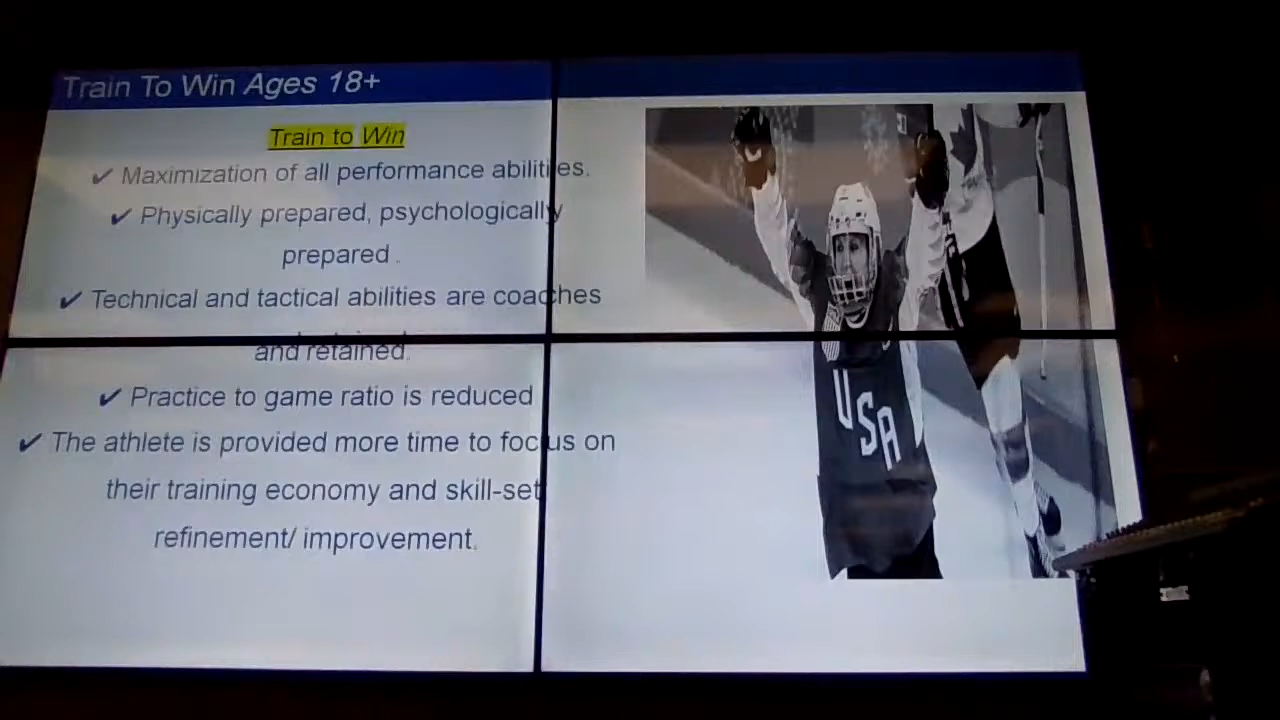 Train To Win Ages 18+
Train to Win
✔ Maximization of all performance abilities.
✔ Physically prepared, psychologically
prepared .
✔ Technical and tactical abilities are coaches
and retained.
✔ Practice to game ratio is reduced
✔ The athlete is provided more time to focus on
their training economy and skill-set
refinement/ improvement.
USA